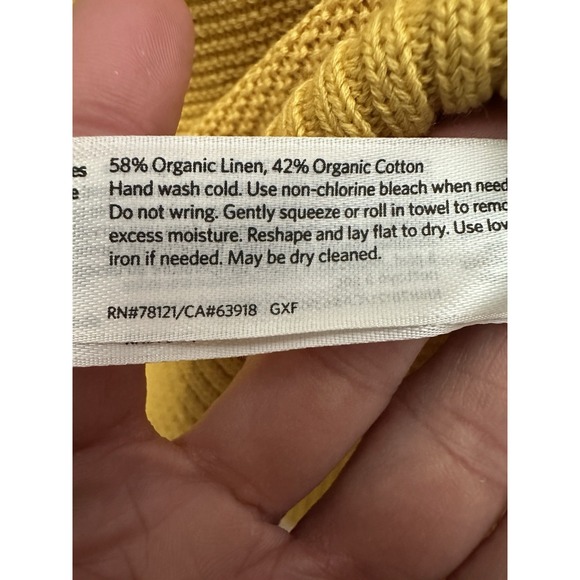 es 58% Organic Linen, 42% Organic Cotton
e Hand wash cold. Use non-chlorine bleach when need
Do not wring. Gently squeeze or roll in towel to remo
excess moisture. Reshape and lay flat to dry. Use lov
iron if needed. May be dry cleaned.
RN#78121/CA#63918 GXF